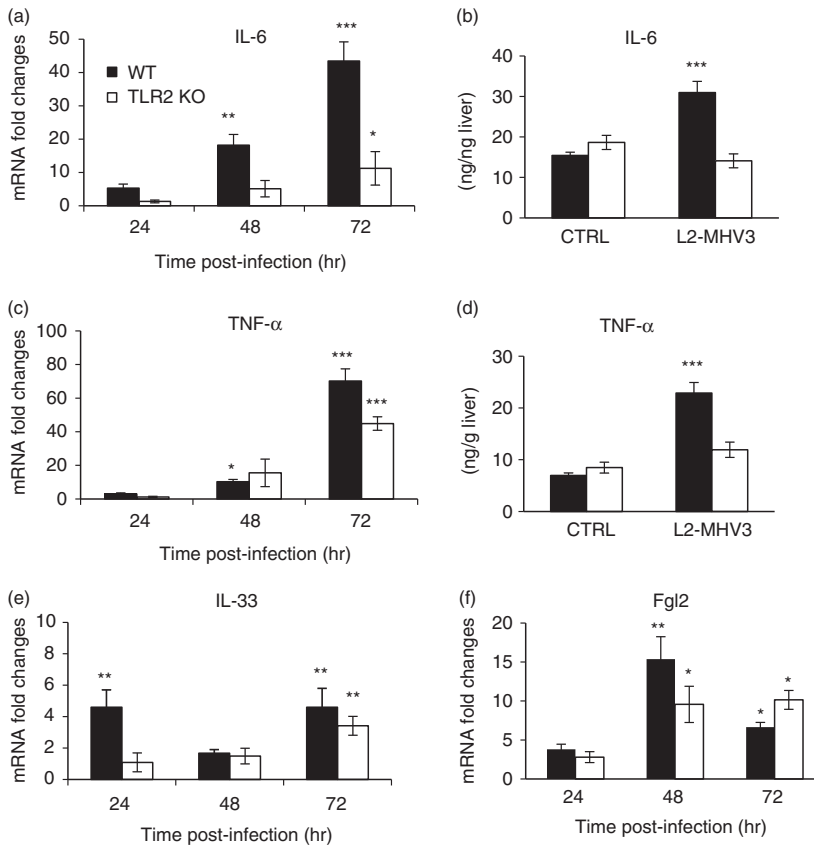 (a)
IL-6
mRNA fold changes
50
40
30
20
10
0
WT
TLR2 KO
**
***
*
24 48 72
Time post-infection (hr)
(b)
IL-6
(ng/ng liver)
40
30
20
10
0
***
CTRL L2-MHV3
(c)
TNF-α
mRNA fold changes
100
80
60
40
20
0
*
***
***
24 48 72
Time post-infection (hr)
(d)
TNF-α
(ng/g liver)
30
20
10
0
***
CTRL L2-MHV3
(e)
IL-33
mRNA fold changes
10
8
6
4
2
0
**
**
**
24 48 72
Time post-infection (hr)
(f)
Fgl2
mRNA fold changes
20
15
10
5
0
**
*
*
*
24 48 72
Time post-infection (hr)